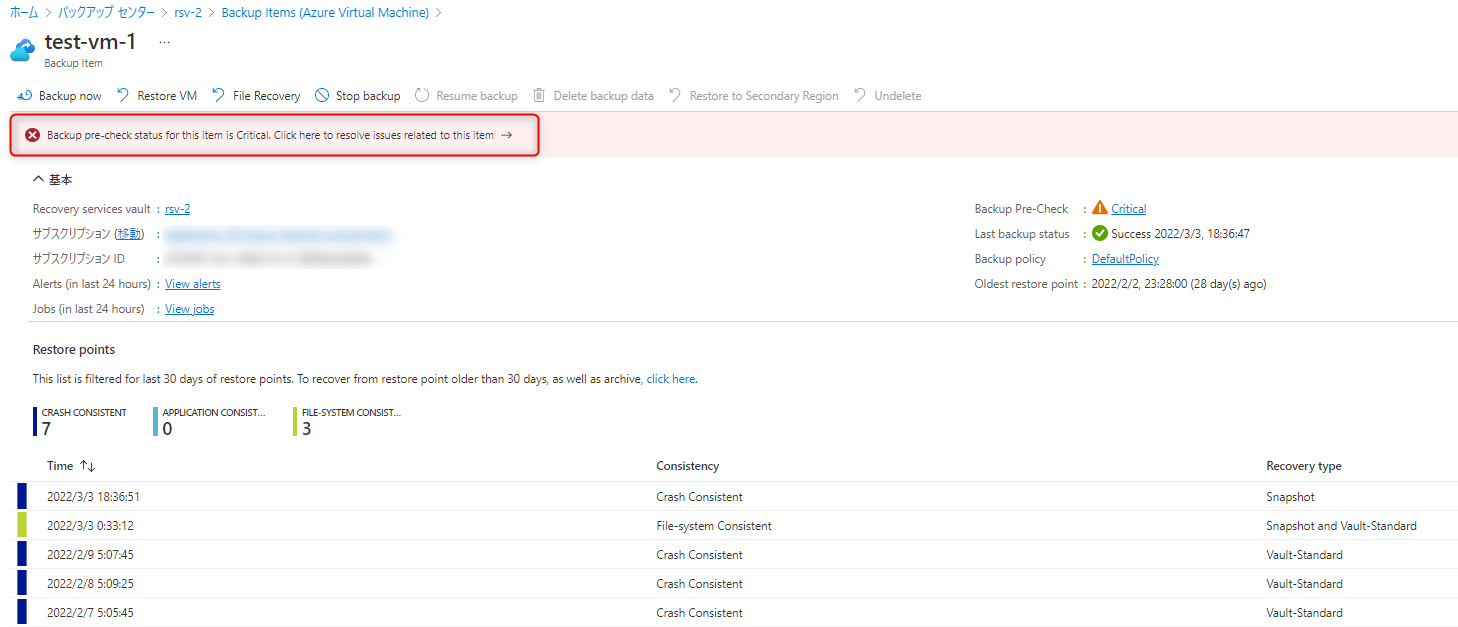 ホーム > バックアップ センター > rsv-2 > Backup Items (Azure Virtual Machine) >
test-vm-1 ...
Backup Item
Backup now Restore VM File Recovery Stop backup Resume backup Delete backup data Restore to Secondary Region Undelete
Backup pre-check status for this item is Critical. Click here to resolve issues related to this item →
基本
Recovery services vault : rsv-2 Backup Pre-Check : Critical
サブスクリプション (移動) : Last backup status : Success 2022/3/3, 18:36:47
サブスクリプション ID : Backup policy : DefaultPolicy
Alerts (in last 24 hours) : View alerts Oldest restore point : 2022/2/2, 23:28:00 (28 day(s) ago)
Jobs (in last 24 hours) : View jobs
Restore points
This list is filtered for last 30 days of restore points. To recover from restore point older than 30 days, as well as archive, click here.
CRASH CONSISTENT APPLICATION CONSIST... FILE-SYSTEM CONSIST...
7 0 3
Time ↑↓ Consistency Recovery type
2022/3/3 18:36:51 Crash Consistent Snapshot
2022/3/3 0:33:12 File-system Consistent Snapshot and Vault-Standard
2022/2/9 5:07:45 Crash Consistent Vault-Standard
2022/2/8 5:09:25 Crash Consistent Vault-Standard
2022/2/7 5:05:45 Crash Consistent Vault-Standard